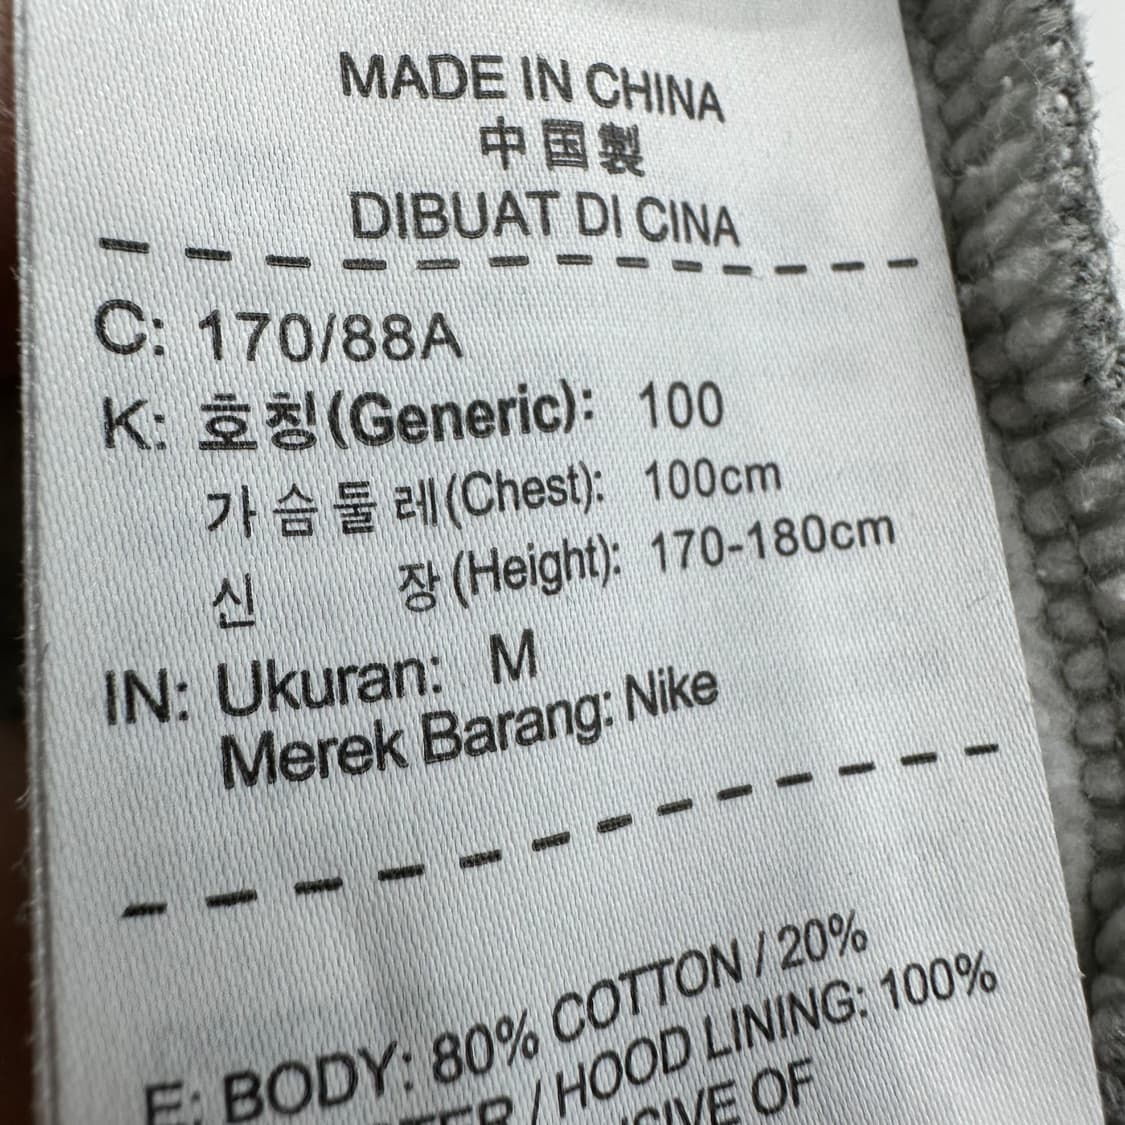 MADE IN CHINA
中国製
DIBUAT DI CINA
C: 170/88A
K: 호칭(Generic): 100
가슴둘레(Chest): 100cm
신 장(Height): 170-180cm
IN: Ukuran: M
Merek Barang: Nike
E: BODY: 80% COTTON / 20%
/ HOOD LINING: 100%
OF